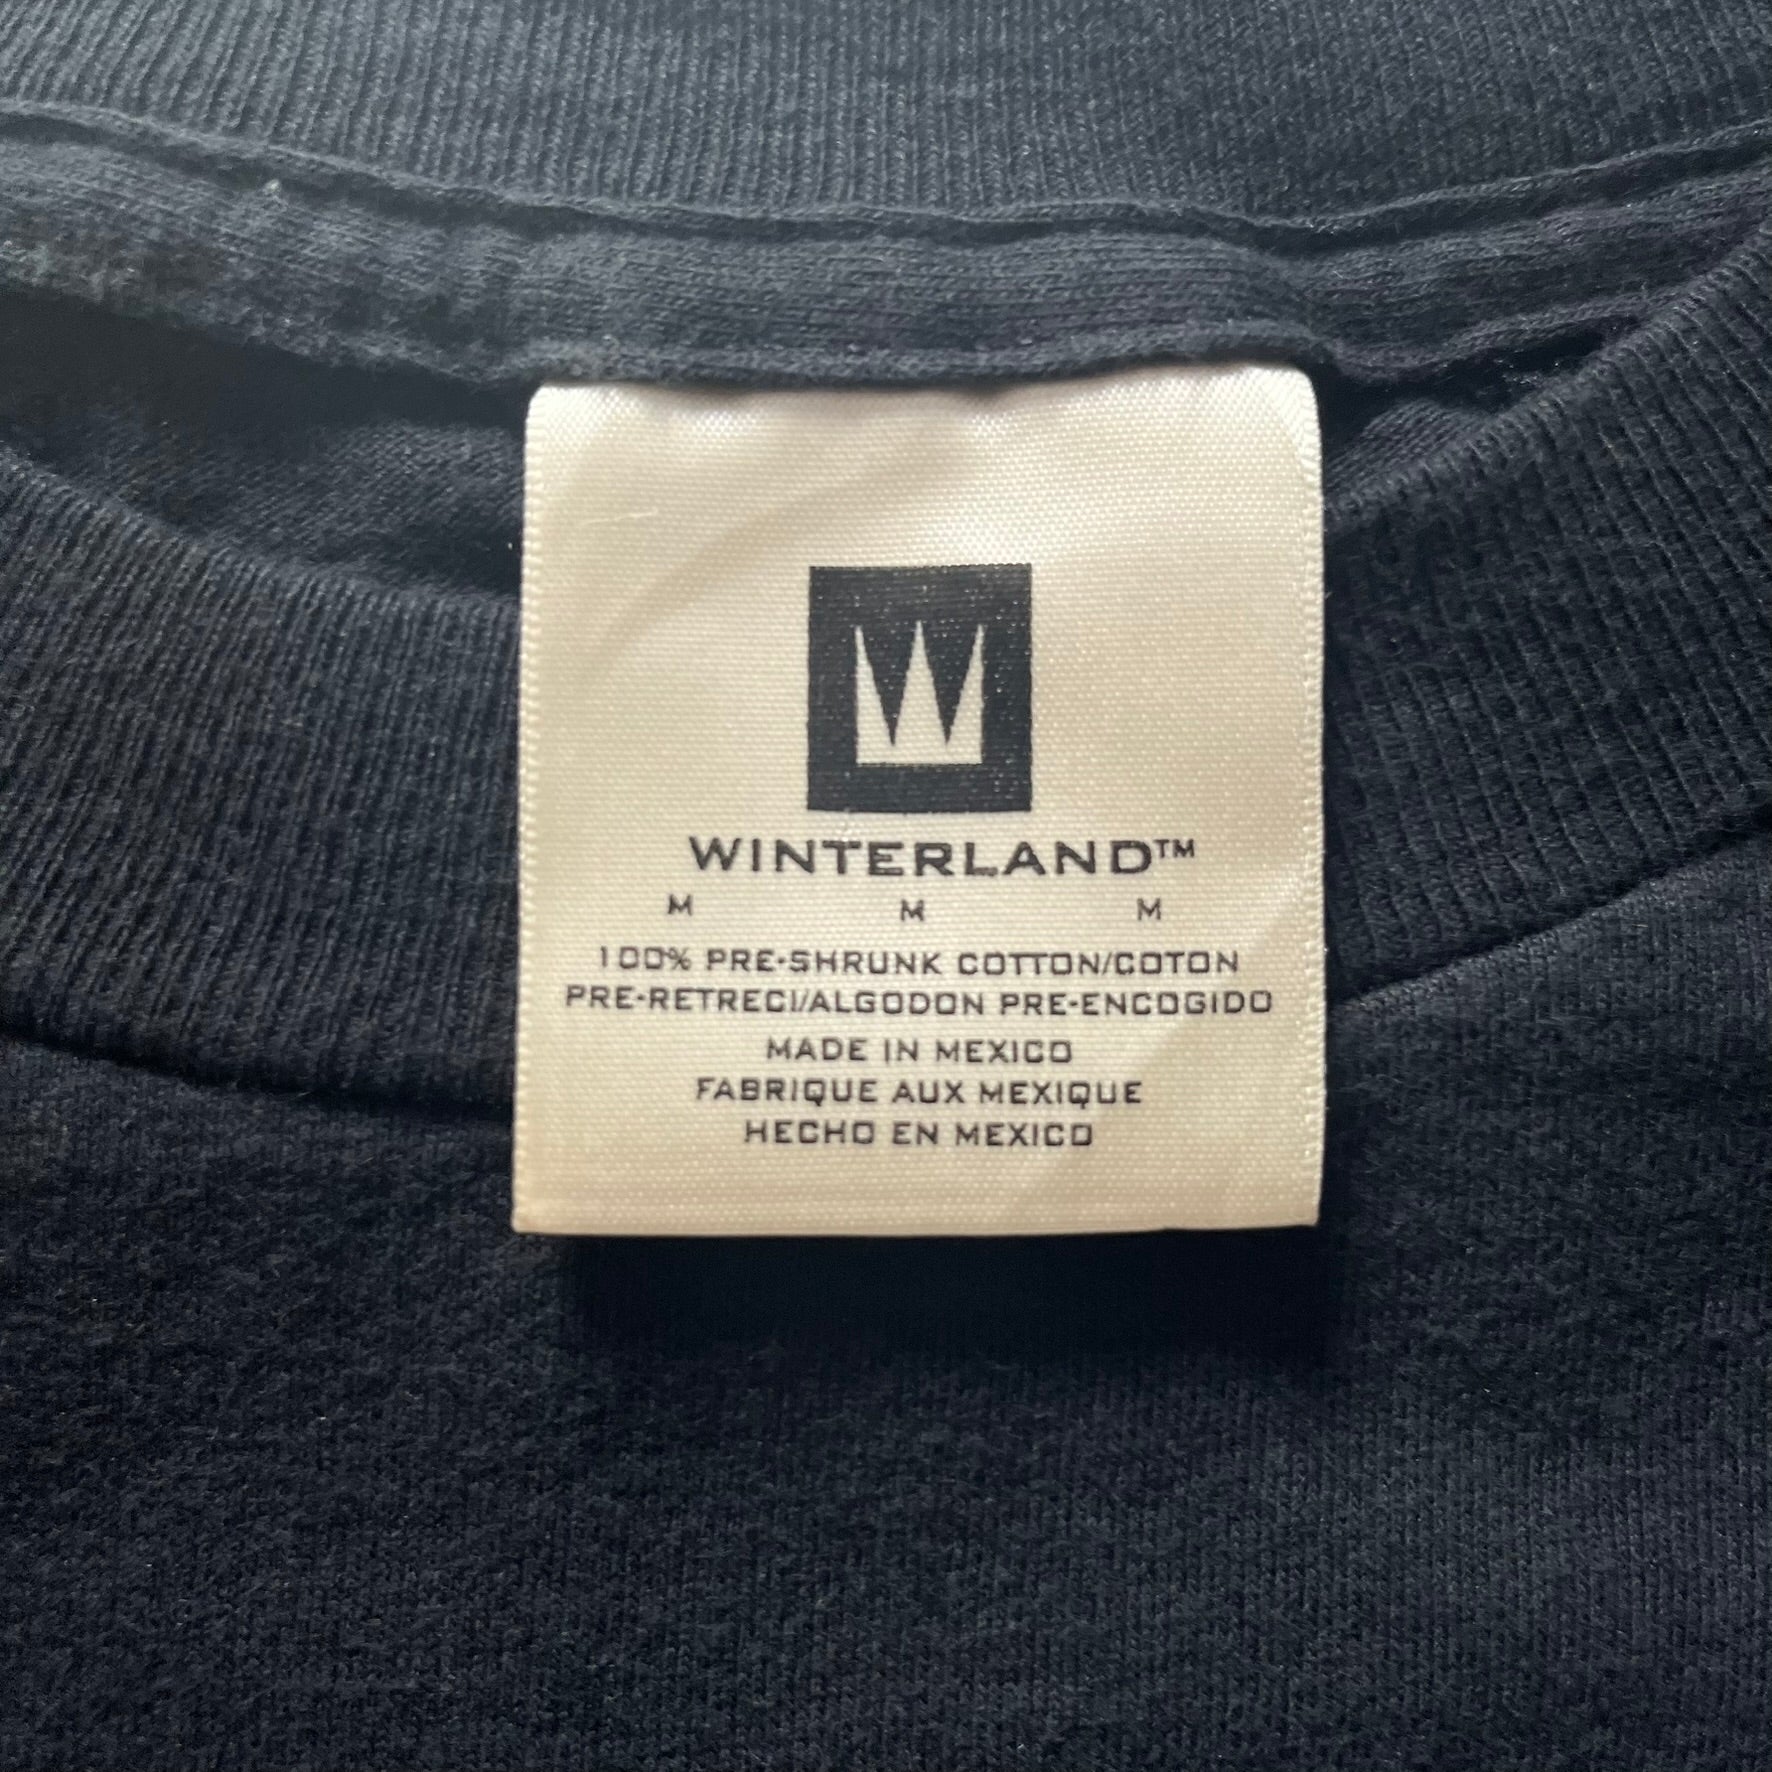 WINTERLAND™
M M M
100% PRE-SHRUNK COTTON/COTON
PRE-RETRECI/ALGODON PRE-ENCOGIDO
MADE IN MEXICO
FABRIQUE AUX MEXIQUE
HECHO EN MEXICO